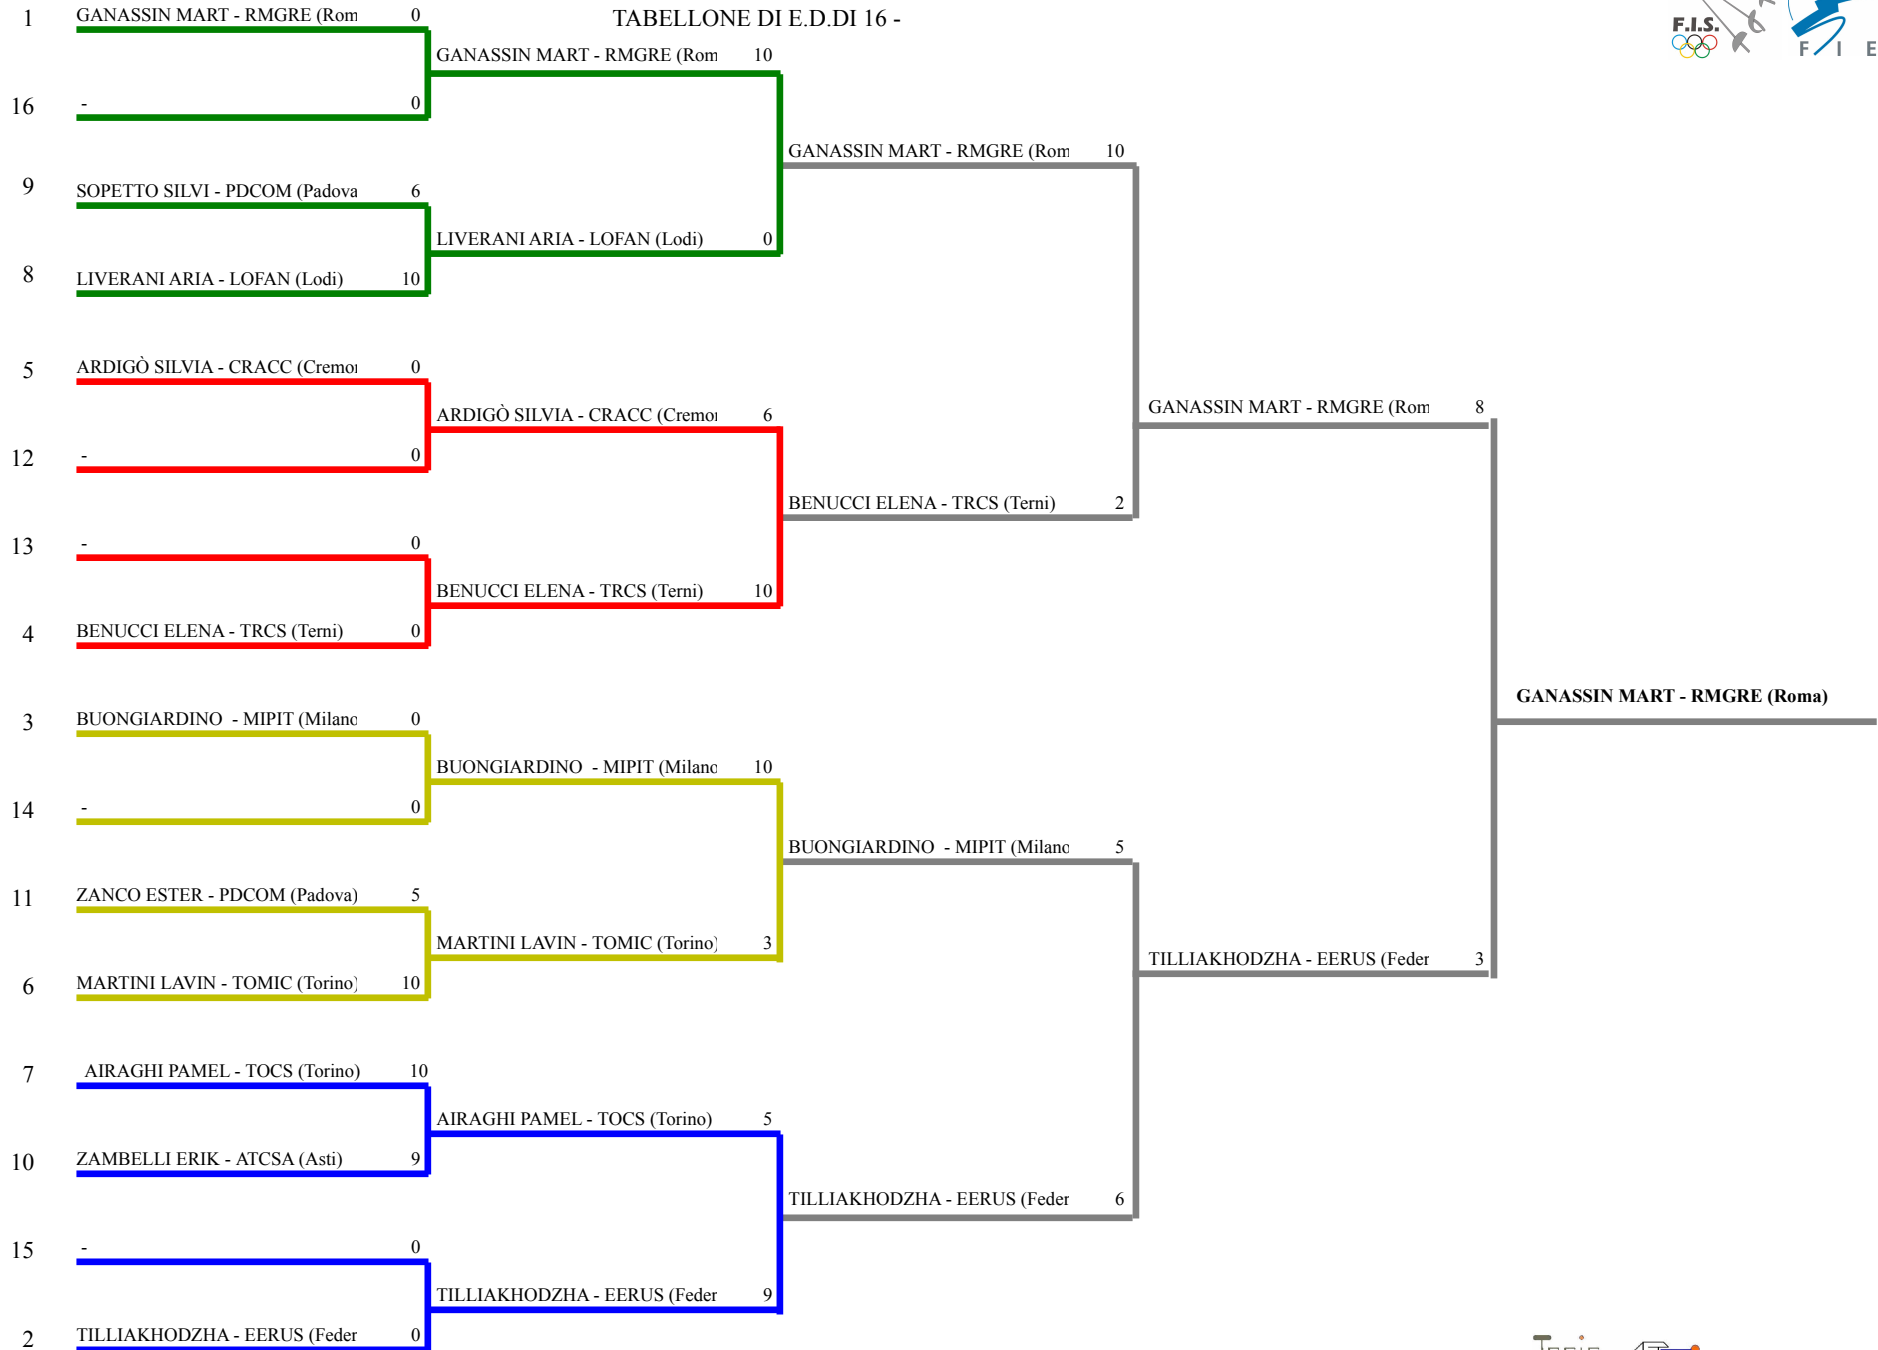 1 GANASSIN MART - RMGRE (Rom 0
TABELLONE DI E.D.DI 16 -
F.I.S.
F I E
GANASSIN MART - RMGRE (Rom 10
16 - 0
GANASSIN MART - RMGRE (Rom 10
9 SOPETTO SILVI - PDCOM (Padova 6
LIVERANI ARIA - LOFAN (Lodi) 0
8 LIVERANI ARIA - LOFAN (Lodi) 10
5 ARDIGÒ SILVIA - CRACC (Cremo 0
ARDIGÒ SILVIA - CRACC (Cremo 6
GANASSIN MART - RMGRE (Rom 8
12 - 0
BENUCCI ELENA - TRCS (Terni) 2
13 - 0
BENUCCI ELENA - TRCS (Terni) 10
4 BENUCCI ELENA - TRCS (Terni) 0
GANASSIN MART - RMGRE (Roma)
3 BUONGIARDINO - MIPIT (Milano 0
BUONGIARDINO - MIPIT (Milano 10
14 - 0
BUONGIARDINO - MIPIT (Milano 5
11 ZANCO ESTER - PDCOM (Padova) 5
MARTINI LAVIN - TOMIC (Torino) 3
TILLIAKHODZHA - EERUS (Feder 3
6 MARTINI LAVIN - TOMIC (Torino) 10
7 AIRAGHI PAMEL - TOCS (Torino) 10
AIRAGHI PAMEL - TOCS (Torino) 5
10 ZAMBELLI ERIK - ATCSA (Asti) 9
TILLIAKHODZHA - EERUS (Feder 6
15 - 0
TILLIAKHODZHA - EERUS (Feder 9
2 TILLIAKHODZHA - EERUS (Feder 0